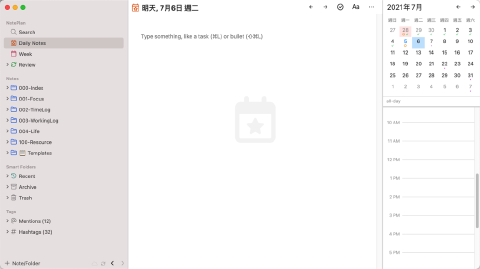 NotePlan
Search
Daily Notes
Week
Review
Notes
000-Index
001-Focus
002-TimeLog
003-WorkingLog
004-Life
100-Resource
Templates
Smart Folders
Recent
Archive
Trash
Tags
Mentions (12)
Hashtags (32)
+ Note/Folder
明天, 7月6日 週二
Aa
Type something, like a task (⌘L) or bullet (⇧⌘L)
2021年7月
週日 週一 週二 週三 週四 週五 週六
27 28 29 30 1 2 3
4 5 6 7 8 9 10
11 12 13 14 15 16 17
18 19 20 21 22 23 24
25 26 27 28 29 30 31
1 2 3 4 5 6 7
all-day
10 AM
11 AM
12 PM
1 PM
2 PM
3 PM
4 PM
5 PM